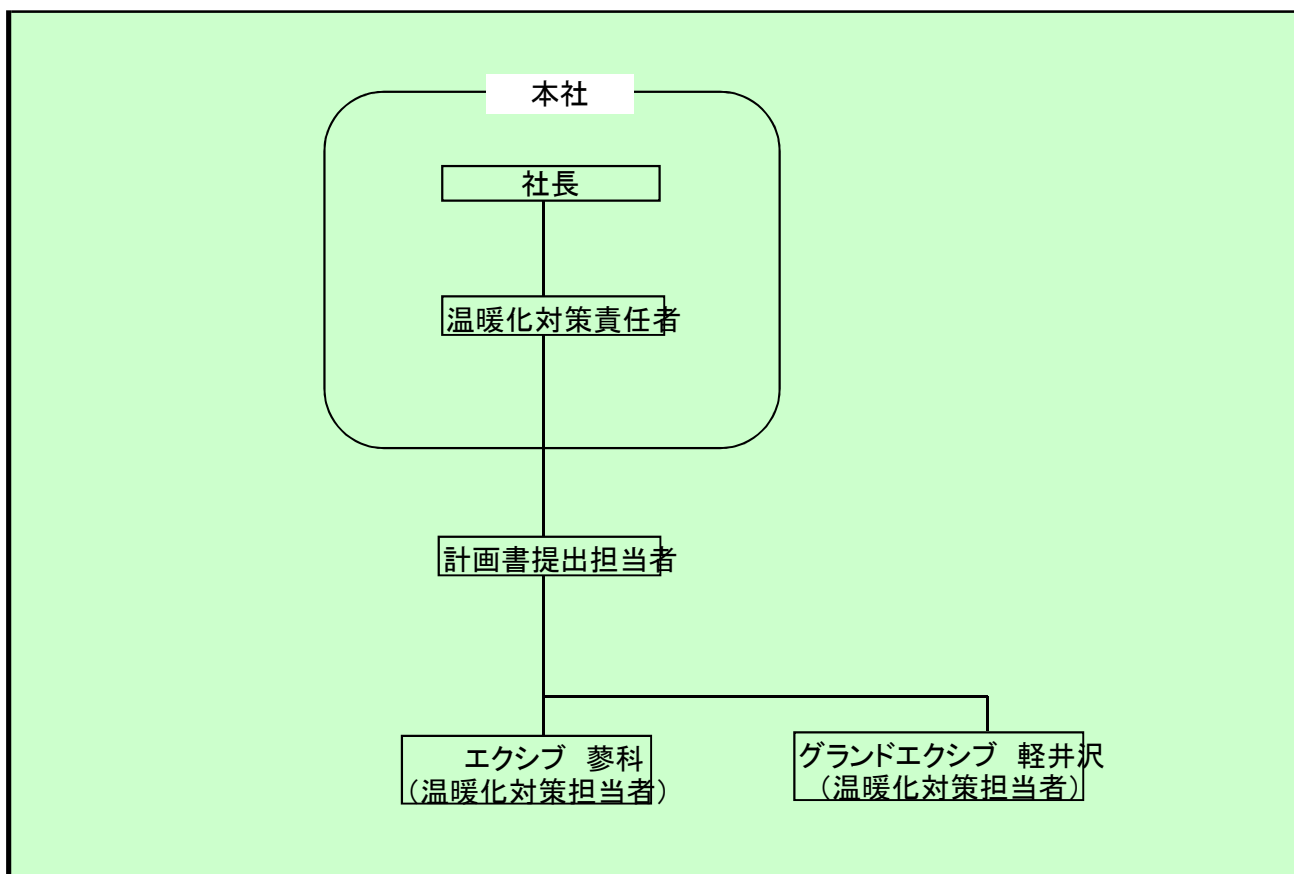 本社
社長
温暖化対策責任者
計画書提出担当者
エクシブ　蓼科
(温暖化対策担当者)
グランドエクシブ　軽井沢
(温暖化対策担当者)